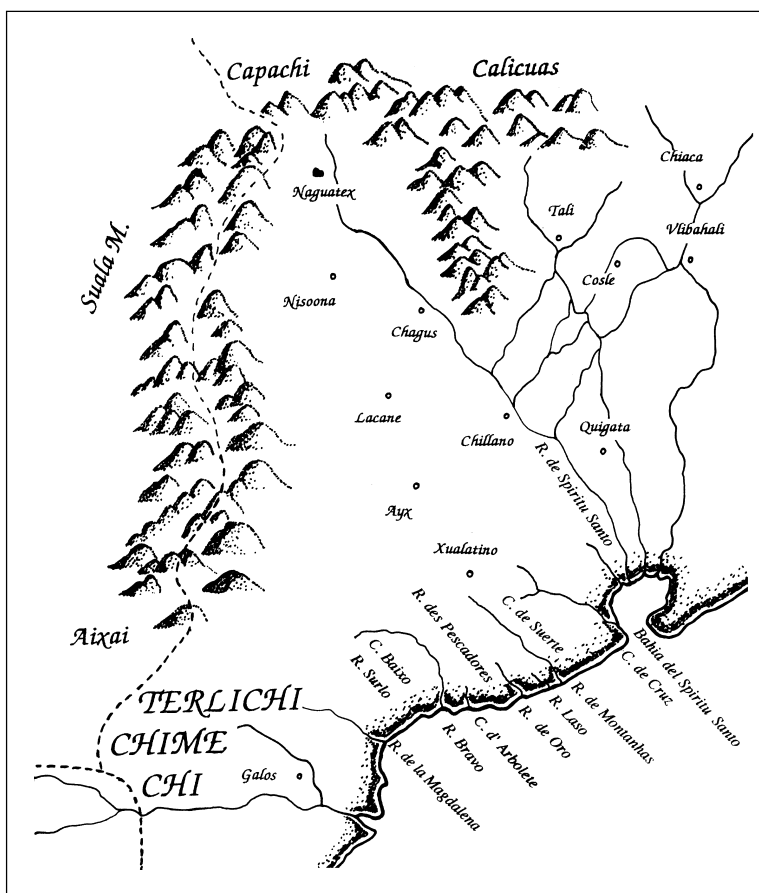 Capachi
Calicuas
Chiaca
Naguatex
Tali
Vlibahali
Suala M.
Cosle
Nisoona
Chagus
Lacane
Chillano
Quigata
R. de Spiritu Santo
Ayx
Xualatino
R. des Pescadores
C. de Suerte
Aixai
C. Baixo
R. Surlo
Bahia del Spiritu Santo
C. de Cruz
R. de Montanhas
R. Laso
R. de Oro
C. d' Arbolete
R. Bravo
R. de la Magdalena
TERLICHI
CHIME
CHI
Galos